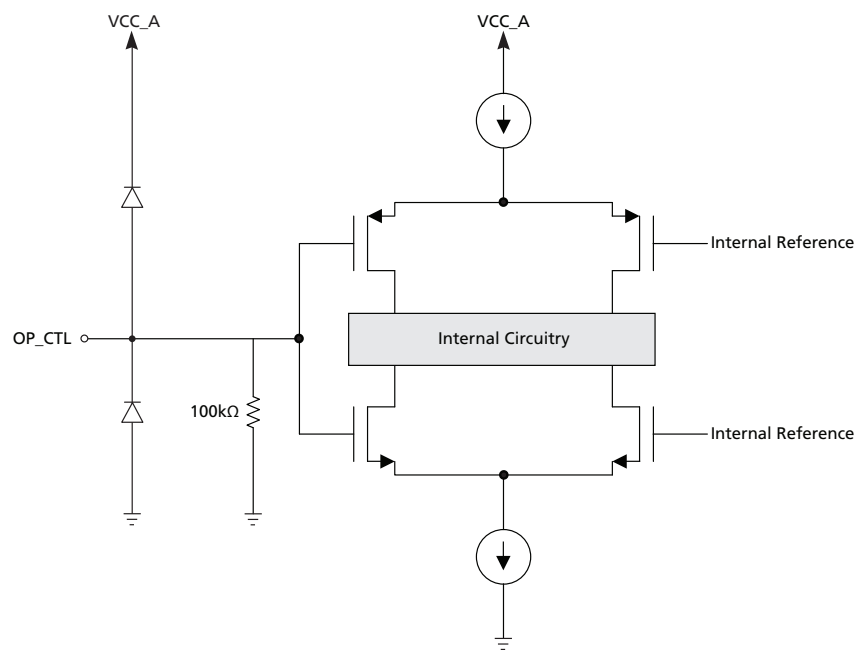 VCC_A
VCC_A
Internal Reference
OP_CTL
Internal Circuitry
100kΩ
Internal Reference